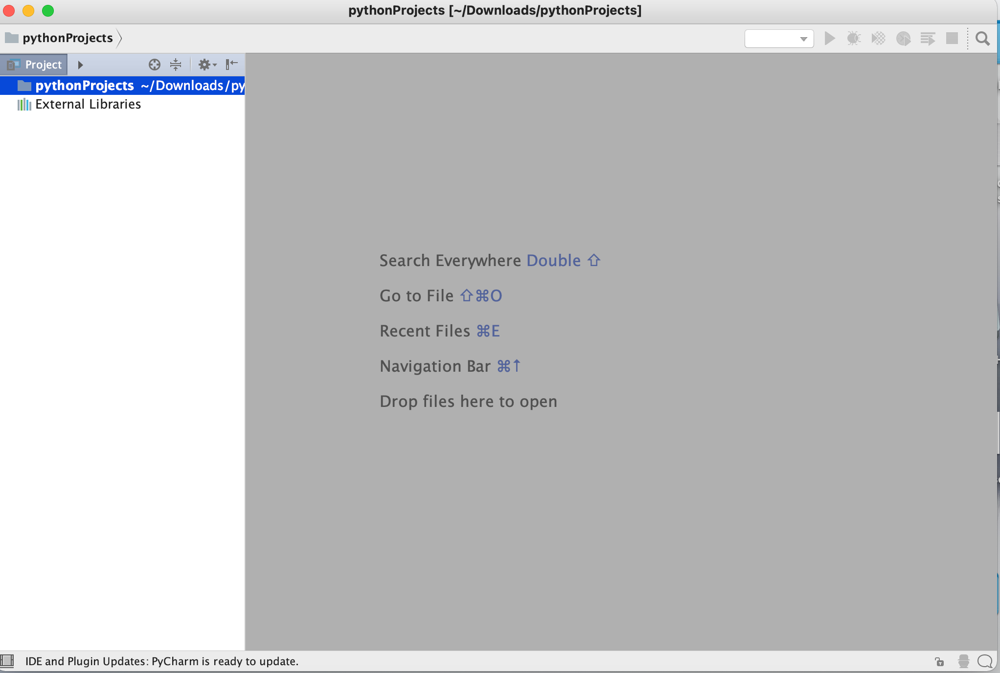 pythonProjects [~/Downloads/pythonProjects]
pythonProjects
Project
pythonProjects ~/Downloads/py
External Libraries
Search Everywhere Double ⇧
Go to File ⇧⌘O
Recent Files ⌘E
Navigation Bar ⌘↑
Drop files here to open
IDE and Plugin Updates: PyCharm is ready to update.